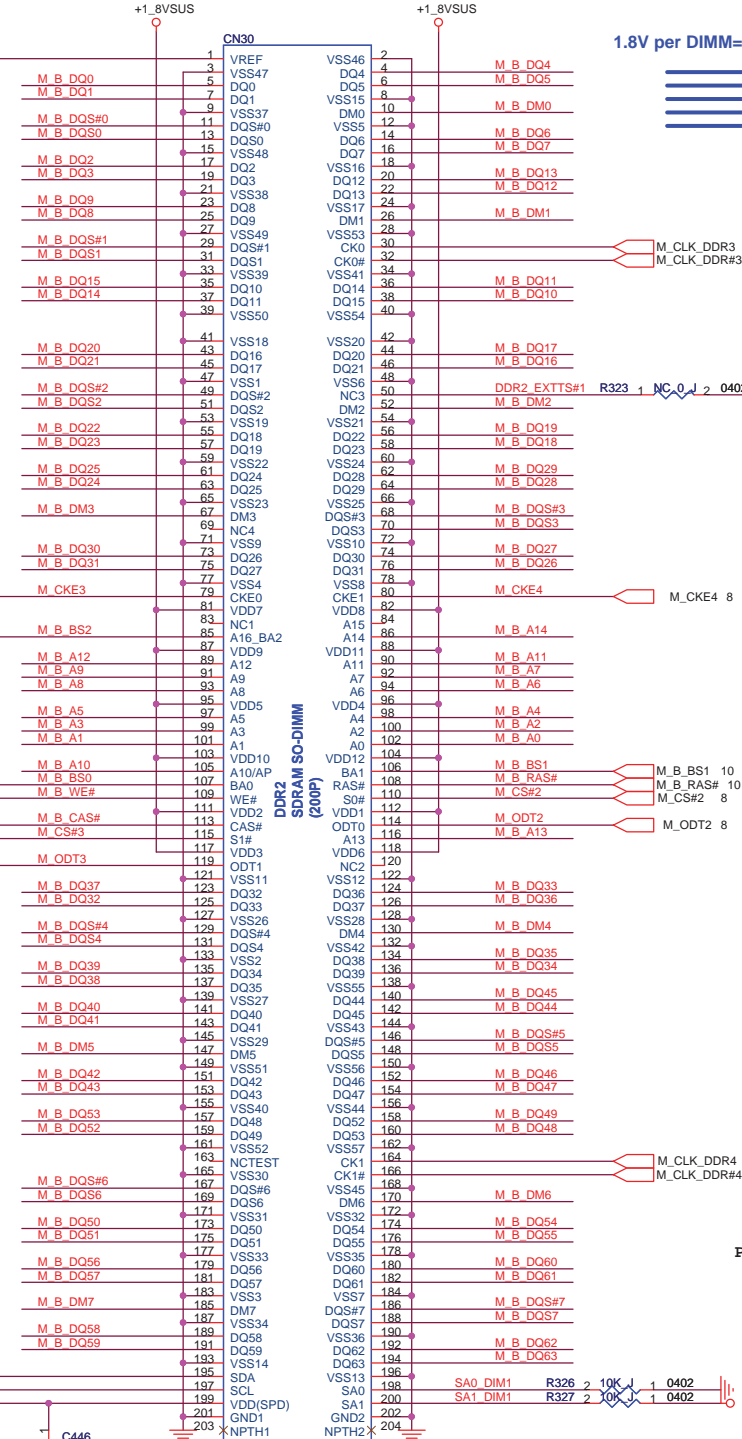 +1_8VSUS +1_8VSUS
CN30
1.8V per DIMM=
1 VREF VSS46 2
3 VSS47 DQ4 4 M_B_DQ4
M_B_DQ0 5 DQ0 DQ5 6 M_B_DQ5
M_B_DQ1 7 DQ1 VSS15 8
9 VSS37 DM0 10 M_B_DM0
M_B_DQS#0 11 DQS#0 VSS5 12
M_B_DQS0 13 DQS0 DQ6 14 M_B_DQ6
15 VSS48 DQ7 16 M_B_DQ7
M_B_DQ2 17 DQ2 VSS16 18
M_B_DQ3 19 DQ3 DQ12 20 M_B_DQ13
21 VSS38 DQ13 22 M_B_DQ12
M_B_DQ9 23 DQ8 VSS17 24
M_B_DQ8 25 DQ9 DM1 26 M_B_DM1
27 VSS49 VSS53 28
M_B_DQS#1 29 DQS#1 CK0 30 M_CLK_DDR3
M_B_DQS1 31 DQS1 CK0# 32 M_CLK_DDR#3
33 VSS39 VSS41 34
M_B_DQ15 35 DQ10 DQ14 36 M_B_DQ11
M_B_DQ14 37 DQ11 DQ15 38 M_B_DQ10
39 VSS50 VSS54 40
41 VSS18 VSS20 42
M_B_DQ20 43 DQ16 DQ20 44 M_B_DQ17
M_B_DQ21 45 DQ17 DQ21 46 M_B_DQ16
47 VSS1 VSS6 48
M_B_DQS#2 49 DQS#2 NC3 50 DDR2_EXTTS#1 R323 1 NC_0_J 2 0402
M_B_DQS2 51 DQS2 DM2 52 M_B_DM2
53 VSS19 VSS21 54
M_B_DQ22 55 DQ18 DQ22 56 M_B_DQ19
M_B_DQ23 57 DQ19 DQ23 58 M_B_DQ18
59 VSS22 VSS24 60
M_B_DQ25 61 DQ24 DQ28 62 M_B_DQ29
M_B_DQ24 63 DQ25 DQ29 64 M_B_DQ28
65 VSS23 VSS25 66
M_B_DM3 67 DM3 DQS#3 68 M_B_DQS#3
69 NC4 DQS3 70 M_B_DQS3
71 VSS9 VSS10 72
M_B_DQ30 73 DQ26 DQ30 74 M_B_DQ27
M_B_DQ31 75 DQ27 DQ31 76 M_B_DQ26
77 VSS4 VSS8 78
M_CKE3 79 CKE0 CKE1 80 M_CKE4 M_CKE4 8
81 VDD7 VDD8 82
83 NC1 A15 84
M_B_BS2 85 A16_BA2 A14 86 M_B_A14
87 VDD9 VDD11 88
M_B_A12 89 A12 A11 90 M_B_A11
M_B_A9 91 A9 A7 92 M_B_A7
M_B_A8 93 A8 A6 94 M_B_A6
95 VDD5 VDD4 96
M_B_A5 97 A5 A4 98 M_B_A4
M_B_A3 99 A3 A2 100 M_B_A2
M_B_A1 101 A1 A0 102 M_B_A0
103 VDD10 VDD12 104
M_B_A10 105 A10/AP BA1 106 M_B_BS1 M_B_BS1 10
M_B_BS0 107 BA0 RAS# 108 M_B_RAS# M_B_RAS# 10
M_B_WE# 109 WE# S0# 110 M_CS#2 M_CS#2 8
111 VDD2 VDD1 112
M_B_CAS# 113 CAS# ODT0 114 M_ODT2 M_ODT2 8
M_CS#3 115 S1# A13 116 M_B_A13
117 VDD3 VDD6 118
M_ODT3 119 ODT1 NC2 120
DDR2
SDRAM SO-DIMM
(200P)
121 VSS11 VSS12 122
M_B_DQ37 123 DQ32 DQ36 124 M_B_DQ33
M_B_DQ32 125 DQ33 DQ37 126 M_B_DQ36
127 VSS26 VSS28 128
M_B_DQS#4 129 DQS#4 DM4 130 M_B_DM4
M_B_DQS4 131 DQS4 VSS42 132
133 VSS2 DQ38 134 M_B_DQ35
M_B_DQ39 135 DQ34 DQ39 136 M_B_DQ34
M_B_DQ38 137 DQ35 VSS55 138
139 VSS27 DQ44 140 M_B_DQ45
M_B_DQ40 141 DQ40 DQ45 142 M_B_DQ44
M_B_DQ41 143 DQ41 VSS43 144
145 VSS29 DQS#5 146 M_B_DQS#5
M_B_DM5 147 DM5 DQS5 148 M_B_DQS5
149 VSS51 VSS56 150
M_B_DQ42 151 DQ42 DQ46 152 M_B_DQ46
M_B_DQ43 153 DQ43 DQ47 154 M_B_DQ47
155 VSS40 VSS44 156
M_B_DQ53 157 DQ48 DQ52 158 M_B_DQ49
M_B_DQ52 159 DQ49 DQ53 160 M_B_DQ48
161 VSS52 VSS57 162
163 NCTEST CK1 164 M_CLK_DDR4
165 VSS30 CK1# 166 M_CLK_DDR#4
M_B_DQS#6 167 DQS#6 VSS45 168
M_B_DQS6 169 DQS6 DM6 170 M_B_DM6
171 VSS31 VSS32 172
M_B_DQ50 173 DQ50 DQ54 174 M_B_DQ54
M_B_DQ51 175 DQ51 DQ55 176 M_B_DQ55
177 VSS33 VSS35 178
P
M_B_DQ56 179 DQ56 DQ60 180 M_B_DQ60
M_B_DQ57 181 DQ57 DQ61 182 M_B_DQ61
183 VSS3 VSS7 184
M_B_DM7 185 DM7 DQS#7 186 M_B_DQS#7
187 VSS34 DQS7 188 M_B_DQS7
M_B_DQ58 189 DQ58 VSS36 190
M_B_DQ59 191 DQ59 DQ62 192 M_B_DQ62
193 VSS14 DQ63 194 M_B_DQ63
195 SDA VSS13 196
197 SCL SA0 198 SA0_DIM1 R326 2 10K_J 1 0402
199 VDD(SPD) SA1 200 SA1_DIM1 R327 2 10K_J 1 0402
201 GND1 GND2 202
203 NPTH1 NPTH2 204
1 C446